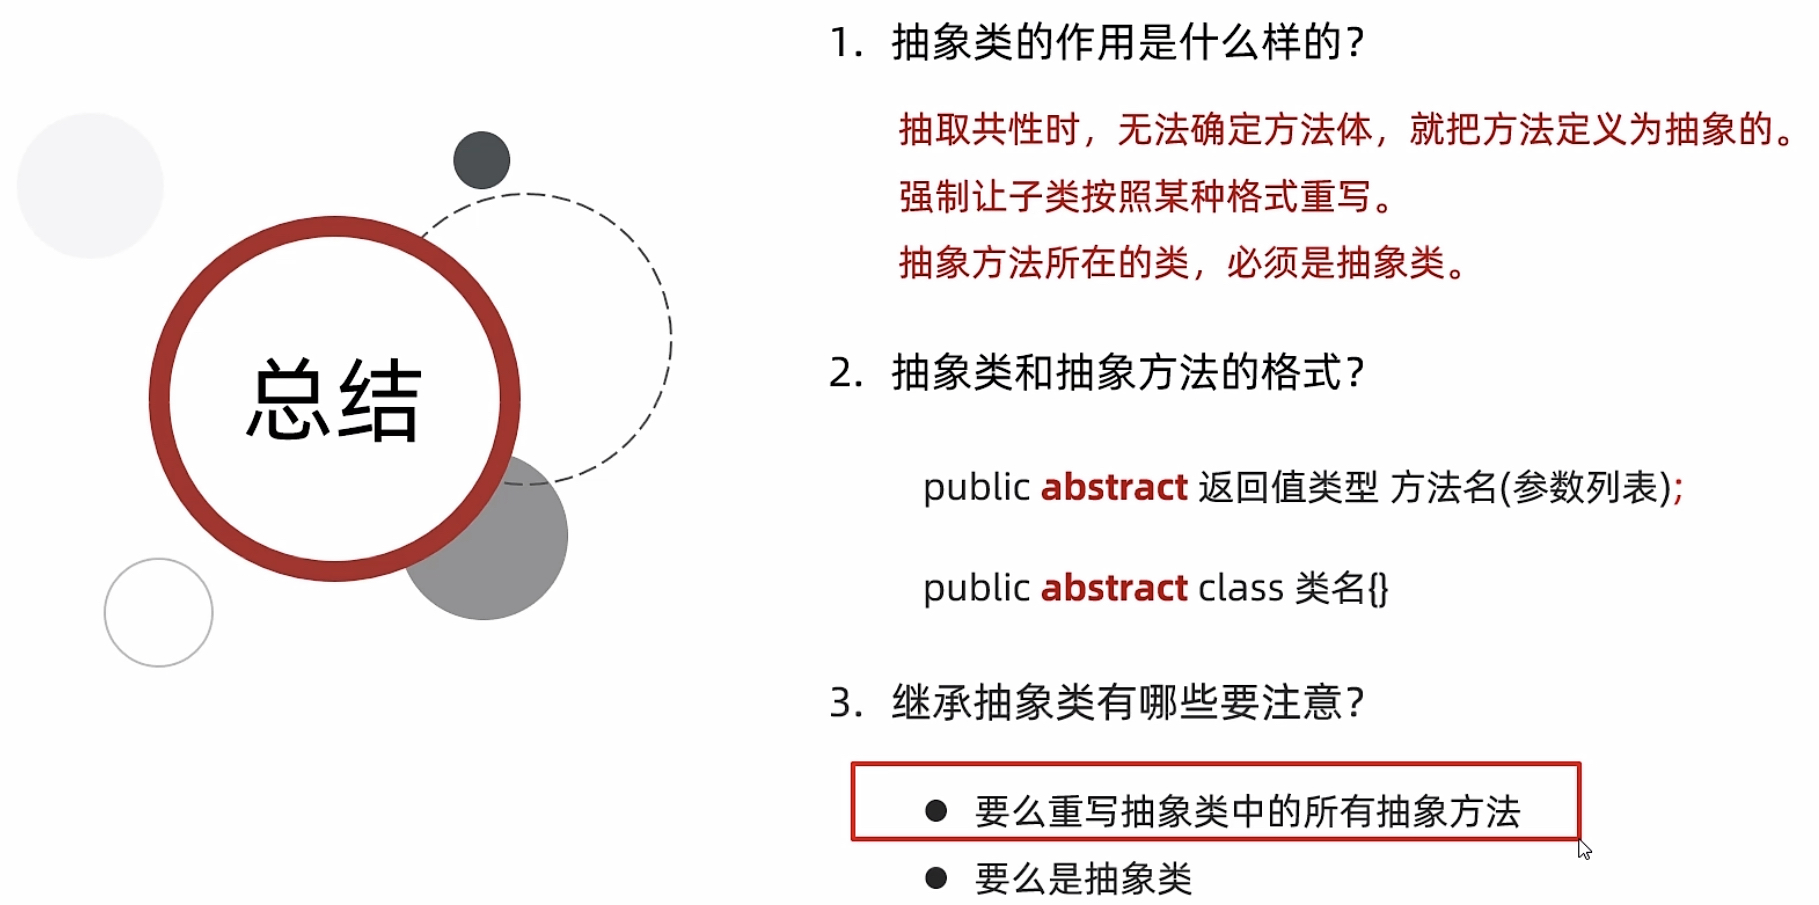 总结
1. 抽象类的作用是什么样的？
抽取共性时，无法确定方法体，就把方法定义为抽象的。
强制让子类按照某种格式重写。
抽象方法所在的类，必须是抽象类。
2. 抽象类和抽象方法的格式？
public abstract 返回值类型 方法名(参数列表);
public abstract class 类名{}
3. 继承抽象类有哪些要注意？
● 要么重写抽象类中的所有抽象方法
● 要么是抽象类